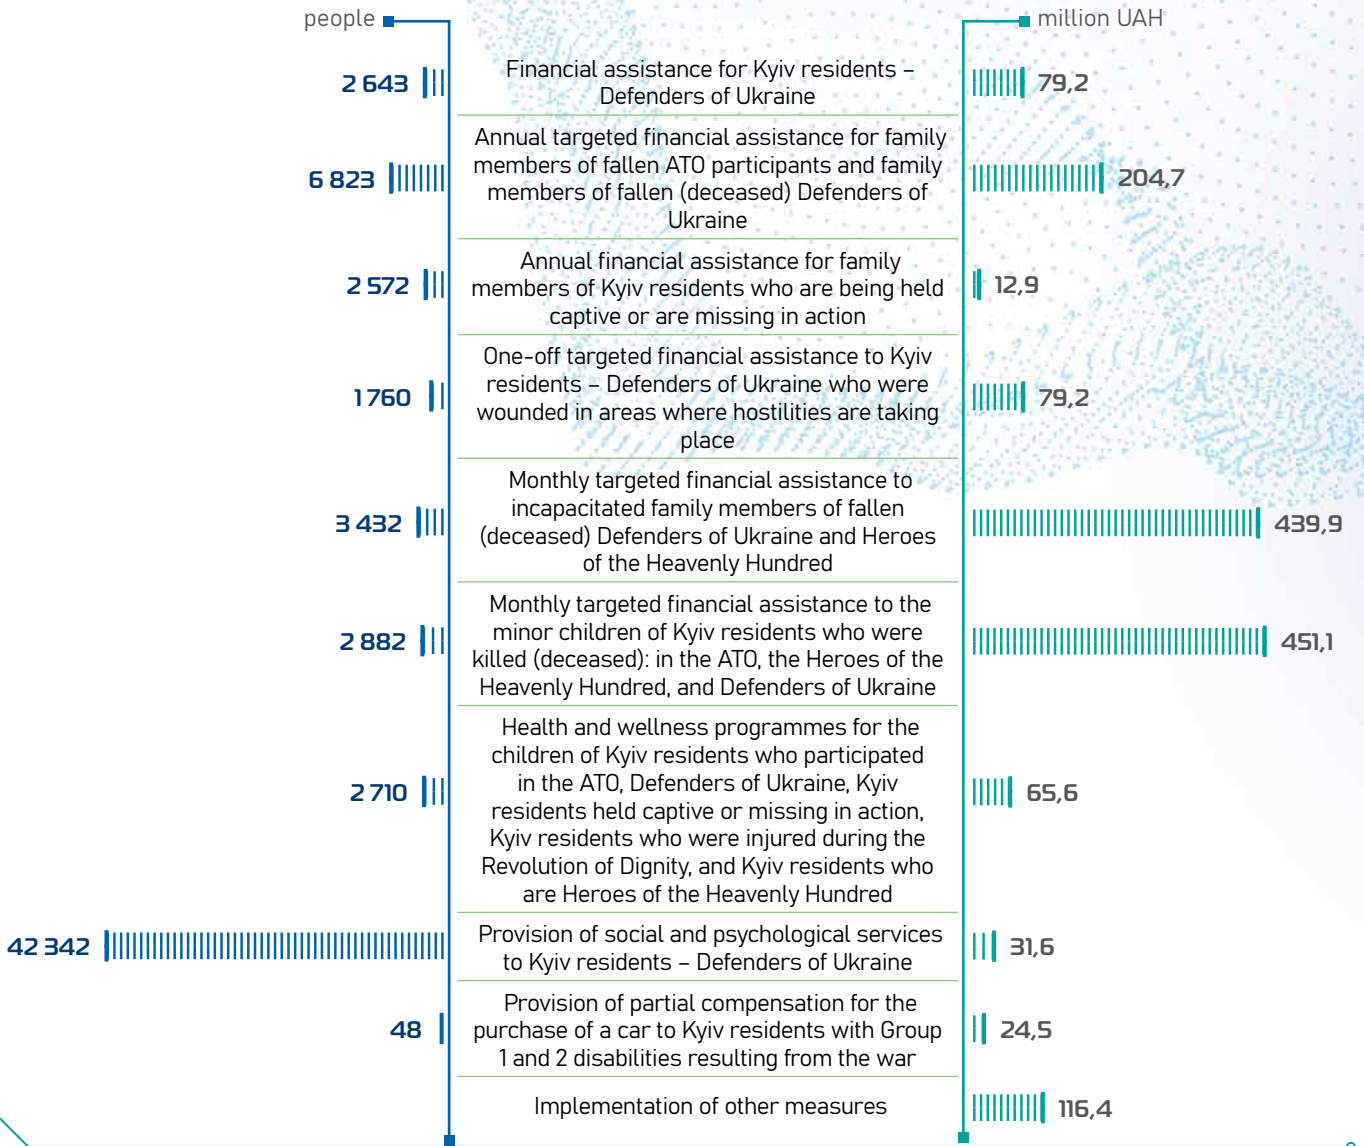 people
million UAH
2 643
Financial assistance for Kyiv residents –
Defenders of Ukraine
79,2
6 823
Annual targeted financial assistance for family
members of fallen ATO participants and family
members of fallen (deceased) Defenders of
Ukraine
204,7
2 572
Annual financial assistance for family
members of Kyiv residents who are being held
captive or are missing in action
12,9
1 760
One-off targeted financial assistance to Kyiv
residents – Defenders of Ukraine who were
wounded in areas where hostilities are taking
place
79,2
3 432
Monthly targeted financial assistance to
incapacitated family members of fallen
(deceased) Defenders of Ukraine and Heroes
of the Heavenly Hundred
439,9
2 882
Monthly targeted financial assistance to the
minor children of Kyiv residents who were
killed (deceased): in the ATO, the Heroes of the
Heavenly Hundred, and Defenders of Ukraine
451,1
2 710
Health and wellness programmes for the
children of Kyiv residents who participated
in the ATO, Defenders of Ukraine, Kyiv
residents held captive or missing in action,
Kyiv residents who were injured during the
Revolution of Dignity, and Kyiv residents who
are Heroes of the Heavenly Hundred
65,6
42 342
Provision of social and psychological services
to Kyiv residents – Defenders of Ukraine
31,6
48
Provision of partial compensation for the
purchase of a car to Kyiv residents with Group
1 and 2 disabilities resulting from the war
24,5
Implementation of other measures
116,4